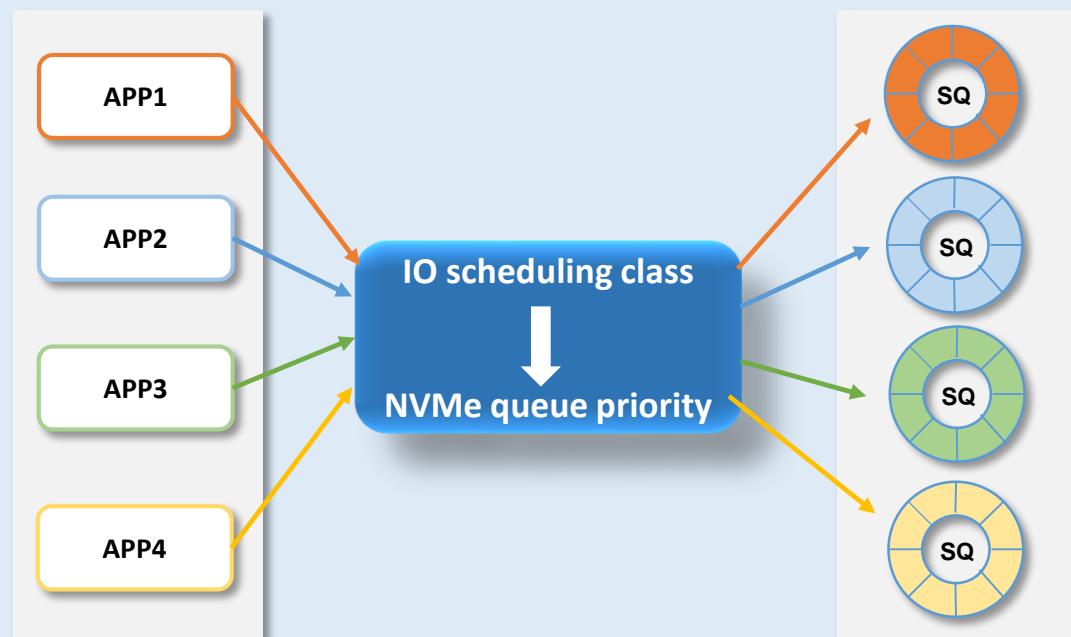 APP1
APP2
APP3
APP4
IO scheduling class
NVMe queue priority
SQ
SQ
SQ
SQ